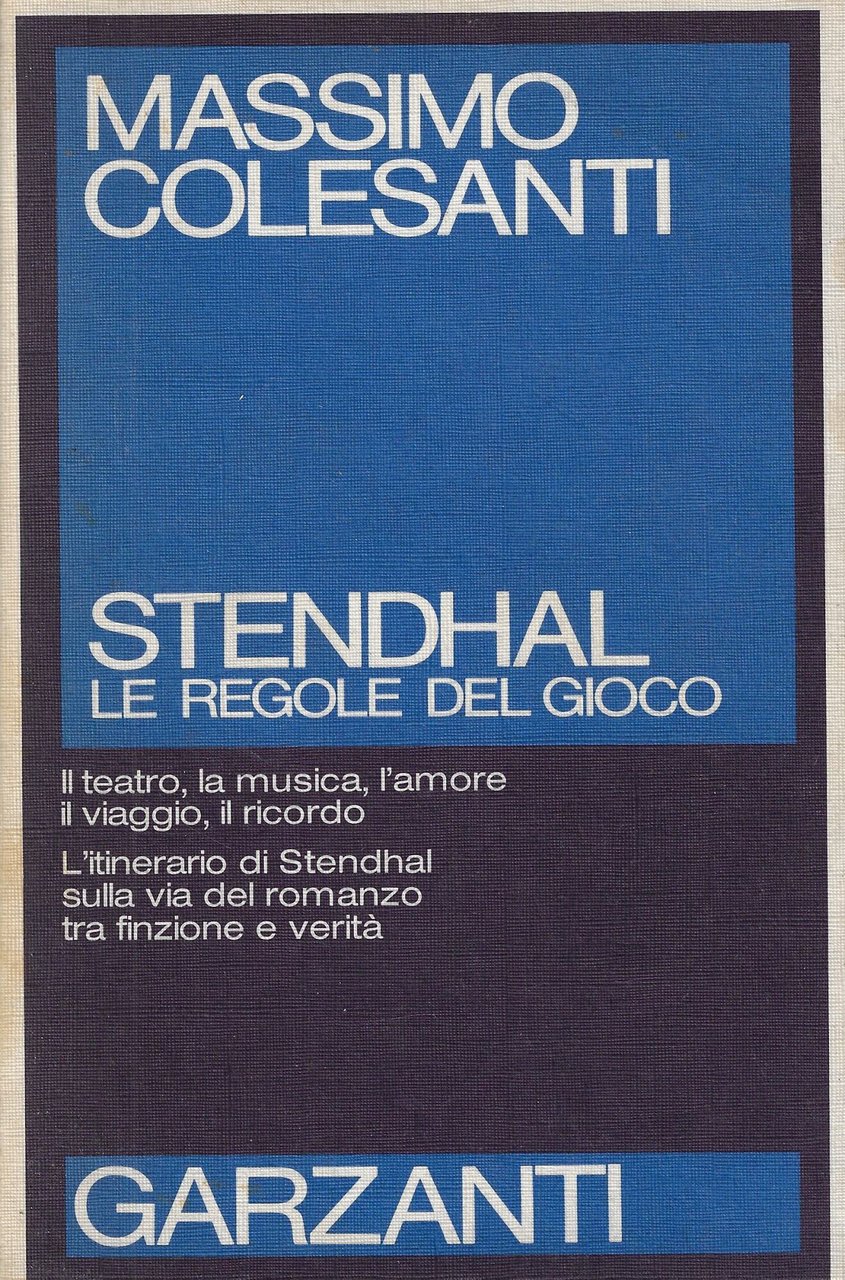 MASSIMO
COLESANTI
STENDHAL
LE REGOLE DEL GIOCO
Il teatro, la musica, l'amore
il viaggio, il ricordo
L'itinerario di Stendhal
sulla via del romanzo
tra finzione e verità
GARZANTI